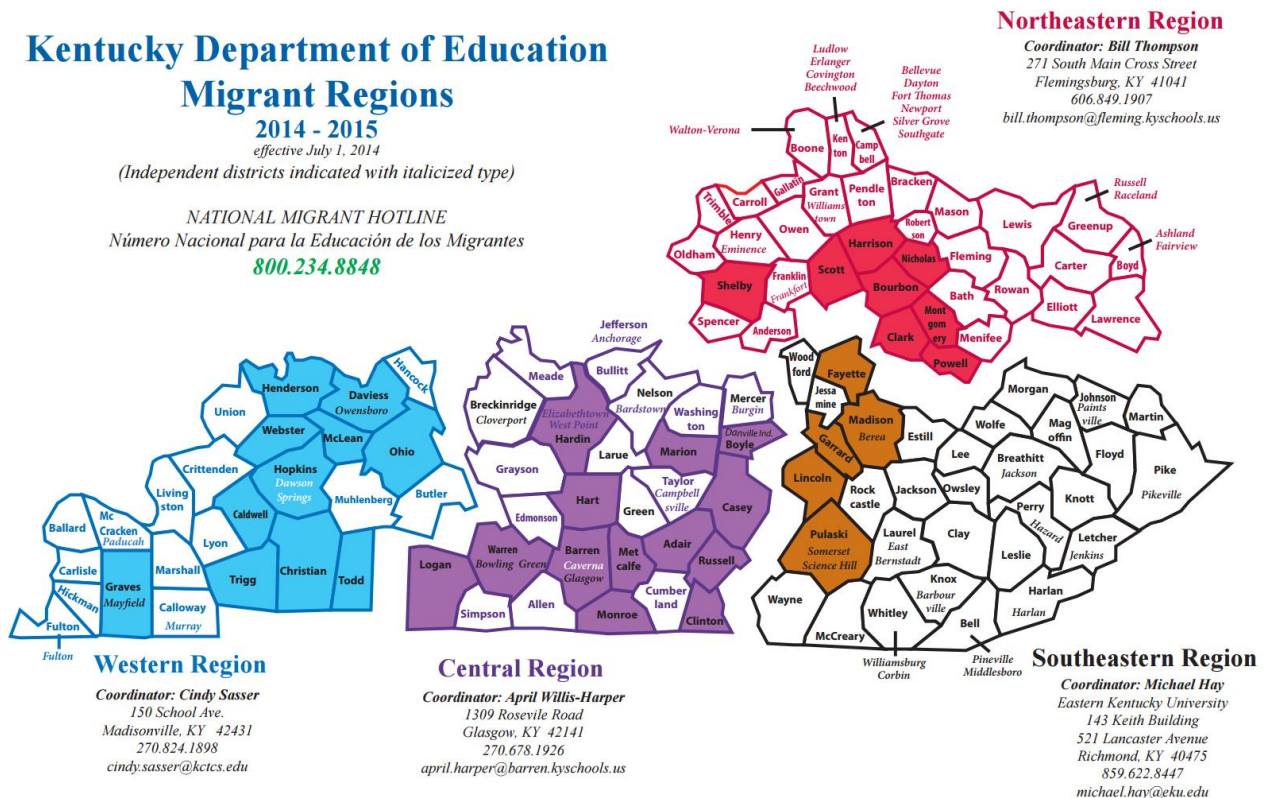 Kentucky Department of Education
Migrant Regions
2014 - 2015
effective July 1, 2014
(Independent districts indicated with italicized type)
NATIONAL MIGRANT HOTLINE
Número Nacional para la Educación de los Migrantes
800.234.8848
Northeastern Region
Coordinator: Bill Thompson
271 South Main Cross Street
Flemingsburg, KY 41041
606.849.1907
bill.thompson@fleming.kyschools.us
Ludlow
Erlanger
Covington
Beechwood
Bellevue
Dayton
Fort Thomas
Newport
Silver Grove
Southgate
Walton-Verona
Boone
Ken
ton
Camp
bell
Russell
Raceland
Ashland
Fairview
Trimble
Carroll
Gallatin
Grant
Williams
town
Pendle
ton
Bracken
Mason
Lewis
Greenup
Henry
Eminence
Owen
Robert
son
Oldham
Harrison
Nicholas
Fleming
Carter
Boyd
Shelby
Franklin
Frankfort
Scott
Bourbon
Bath
Rowan
Elliott
Lawrence
Spencer
Anderson
Clark
Mont
gom
ery
Menifee
Powell
Hancock
Henderson
Daviess
Owensboro
Union
Webster
McLean
Ohio
Crittenden
Hopkins
Dawson
Springs
Living
ston
Muhlenberg
Butler
Caldwell
Ballard
Mc
Cracken
Paducah
Lyon
Carlisle
Graves
Mayfield
Marshall
Trigg
Christian
Todd
Hickman
Fulton
Calloway
Murray
Fulton
Western Region
Coordinator: Cindy Sasser
150 School Ave.
Madisonville, KY 42431
270.824.1898
cindy.sasser@kctcs.edu
Jefferson
Anchorage
Meade
Bullitt
Breckinridge
Cloverport
Elizabethtown
West Point
Hardin
Nelson
Bardstown
Washing
ton
Mercer
Burgin
Danville Ind.
Boyle
Grayson
Larue
Marion
Taylor
Campbell
sville
Hart
Green
Casey
Edmonson
Logan
Warren
Bowling Green
Barren
Caverna
Glasgow
Met
calfe
Adair
Russell
Simpson
Allen
Monroe
Cumber
land
Clinton
Central Region
Coordinator: April Willis-Harper
1309 Rosevile Road
Glasgow, KY 42141
270.678.1926
april.harper@barren.kyschools.us
Wood
ford
Fayette
Jessa
mine
Madison
Berea
Garrard
Estill
Morgan
Johnson
Paints
ville
Martin
Wolfe
Mag
offin
Lee
Breathitt
Jackson
Floyd
Pike
Pikeville
Lincoln
Rock
castle
Jackson
Owsley
Knott
Perry
Hazard
Pulaski
Somerset
Science Hill
Laurel
East
Bernstadt
Clay
Leslie
Letcher
Jenkins
Wayne
Knox
Barbour
ville
Harlan
Harlan
McCreary
Whitley
Bell
Williamsburg
Corbin
Pineville
Middlesboro
Southeastern Region
Coordinator: Michael Hay
Eastern Kentucky University
143 Keith Building
521 Lancaster Avenue
Richmond, KY 40475
859.622.8447
michael.hay@eku.edu